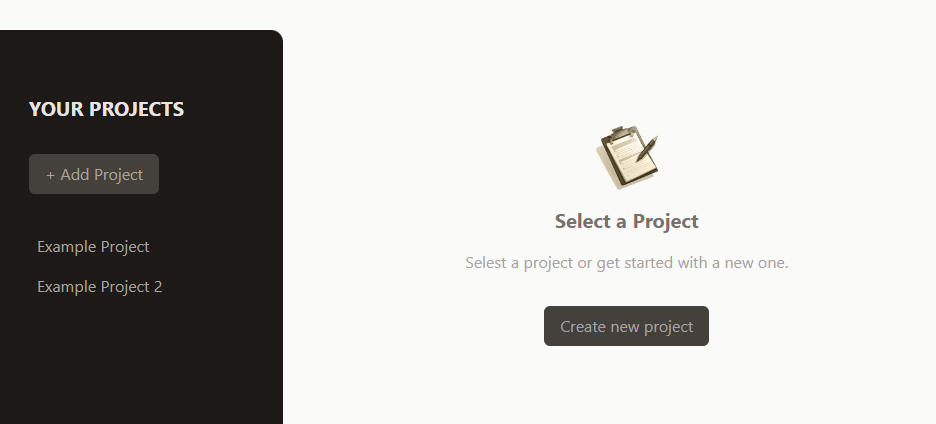 YOUR PROJECTS
+ Add Project
Example Project
Example Project 2
Select a Project
Selest a project or get started with a new one.
Create new project